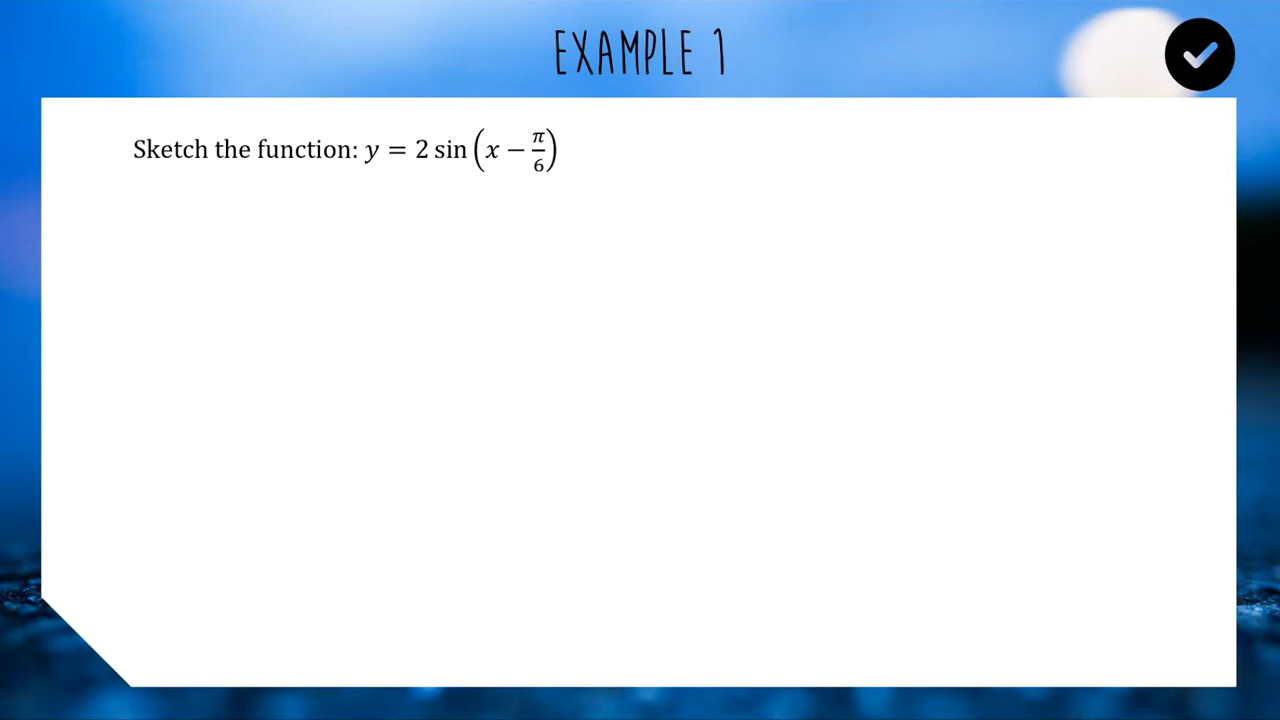 EXAMPLE 1
Sketch the function: y = 2 sin (x − π/6)